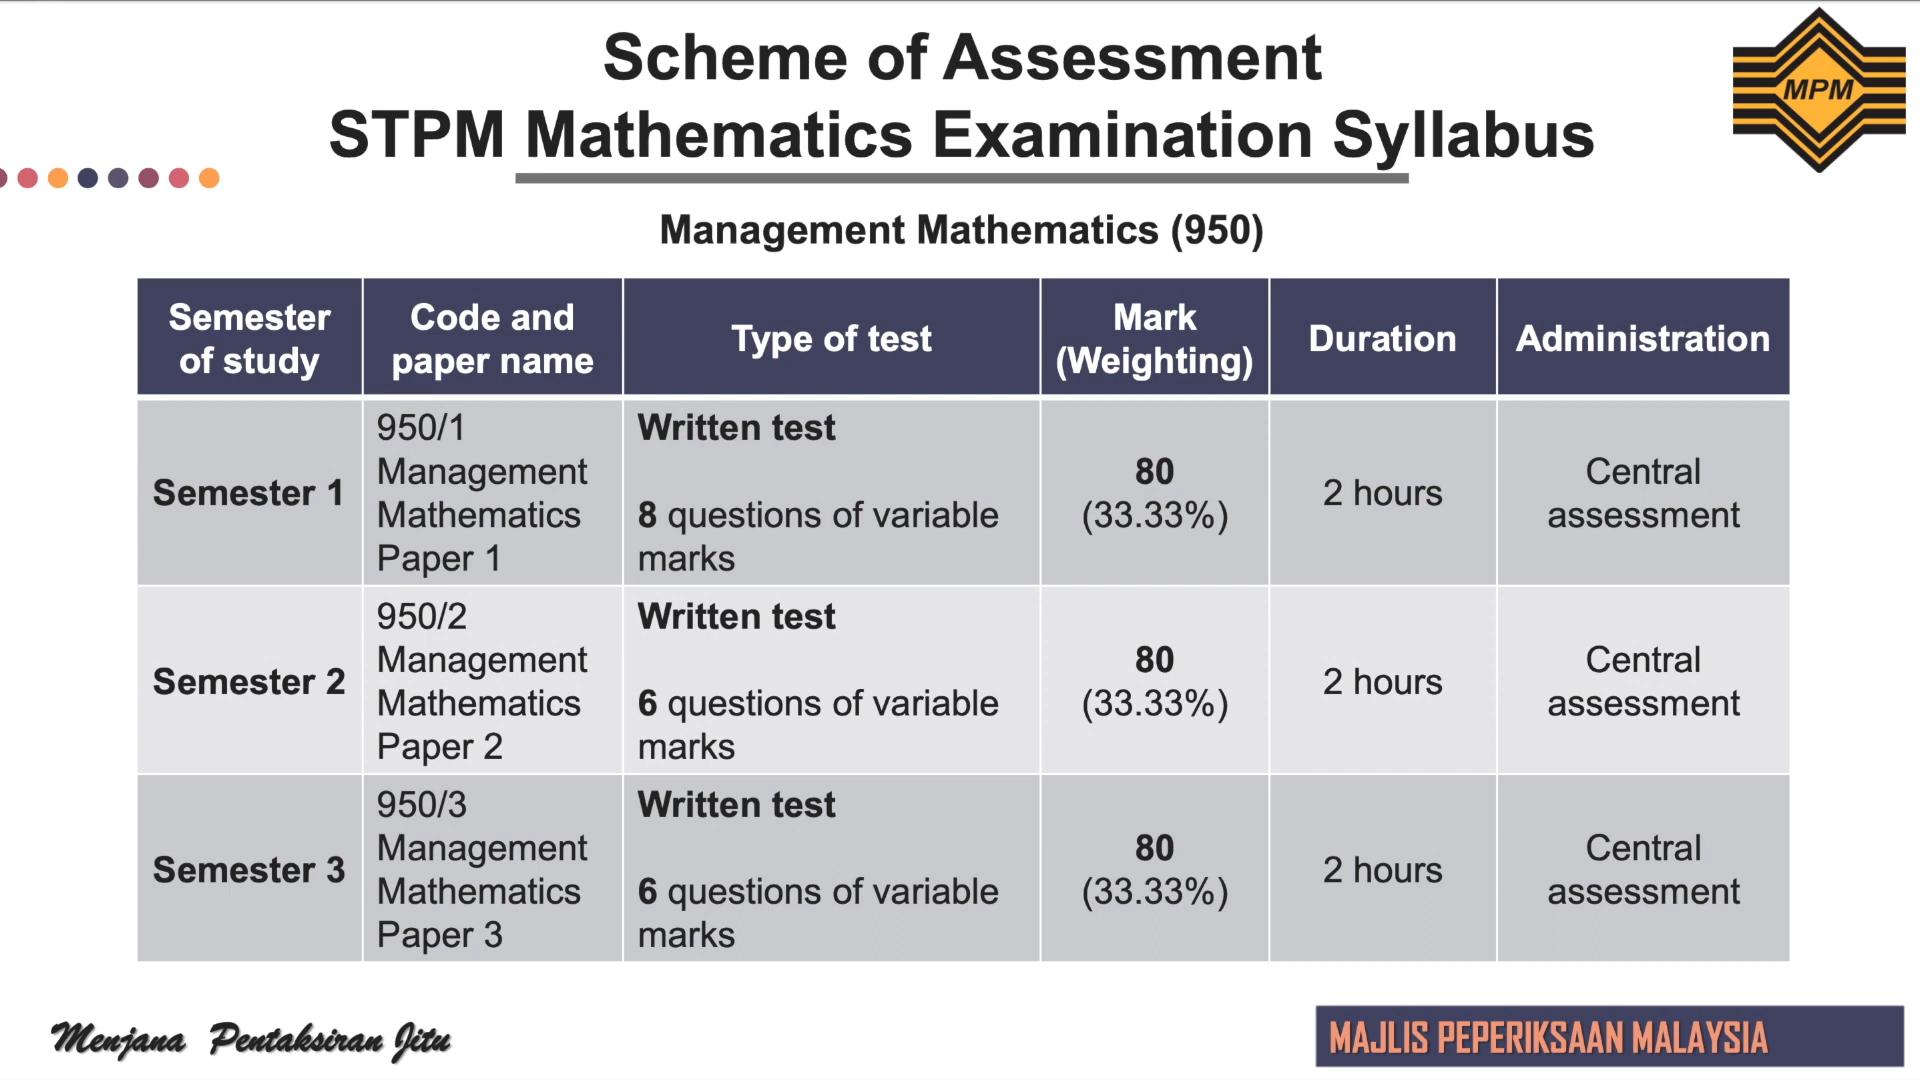 Scheme of Assessment
STPM Mathematics Examination Syllabus
MPM
Management Mathematics (950)
Semester
of study
Code and
paper name
Type of test
Mark
(Weighting)
Duration
Administration
Semester 1
950/1
Management
Mathematics
Paper 1
Written test
8 questions of variable
marks
80
(33.33%)
2 hours
Central
assessment
Semester 2
950/2
Management
Mathematics
Paper 2
Written test
6 questions of variable
marks
80
(33.33%)
2 hours
Central
assessment
Semester 3
950/3
Management
Mathematics
Paper 3
Written test
6 questions of variable
marks
80
(33.33%)
2 hours
Central
assessment
Menjana Pentaksiran Jitu
MAJLIS PEPERIKSAAN MALAYSIA